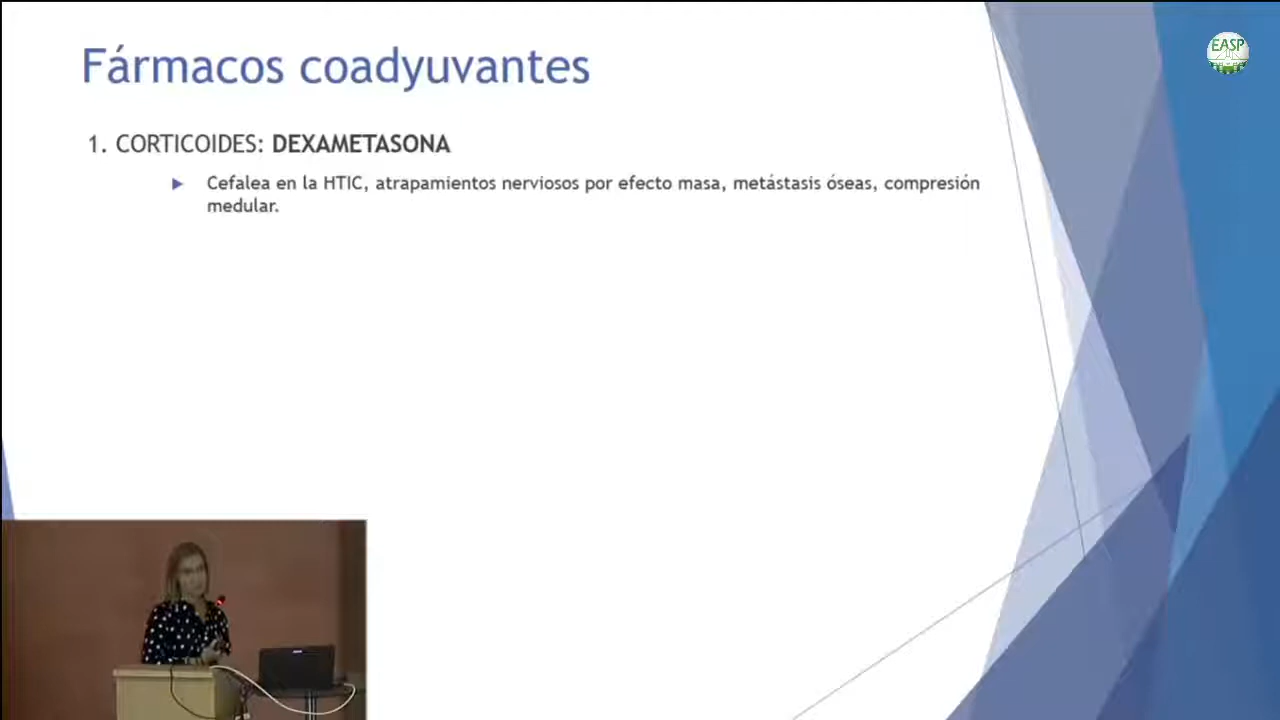 Fármacos coadyuvantes
EASP
1. CORTICOIDES: DEXAMETASONA
Cefalea en la HTIC, atrapamientos nerviosos por efecto masa, metástasis óseas, compresión
medular.